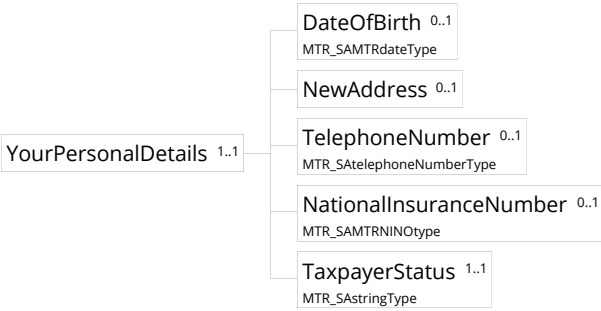 DateOfBirth 0..1
MTR_SAMTRdateType
NewAddress 0..1
TelephoneNumber 0..1
MTR_SAtelephoneNumberType
YourPersonalDetails 1..1
NationalInsuranceNumber 0..1
MTR_SAMTRNINOtype
TaxpayerStatus 1..1
MTR_SAstringType